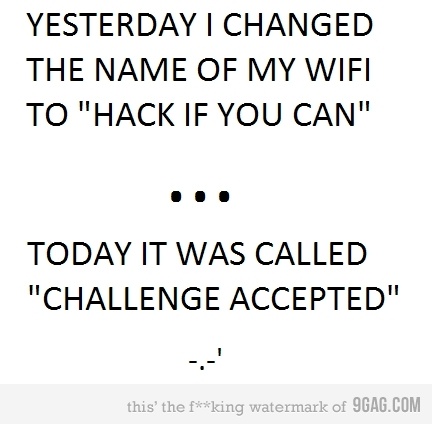 YESTERDAY I CHANGED
THE NAME OF MY WIFI
TO "HACK IF YOU CAN"
...
TODAY IT WAS CALLED
"CHALLENGE ACCEPTED"
-.-'
this' the f**king watermark of 9GAG.COM